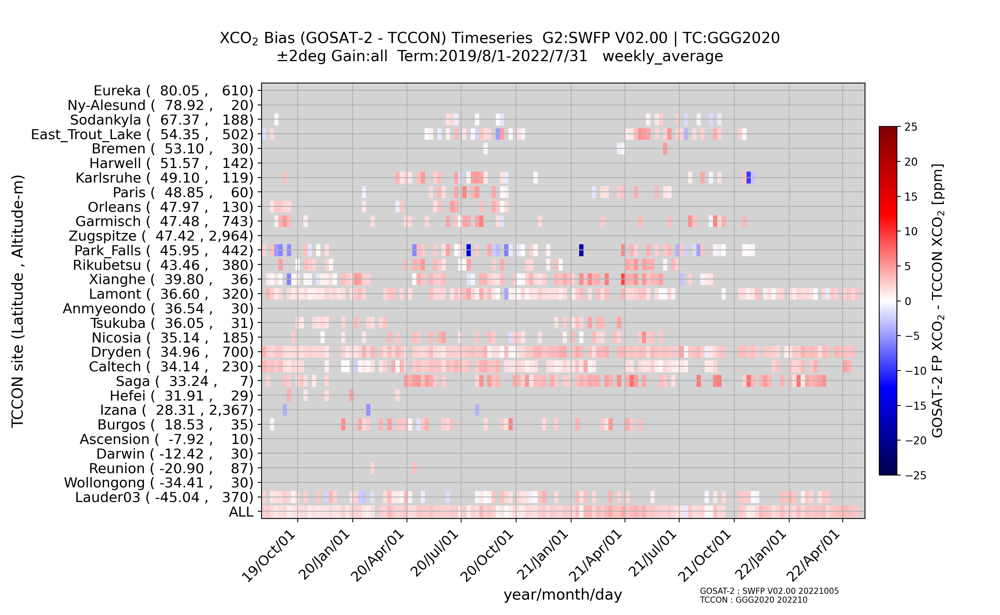 XCO2 Bias (GOSAT-2 - TCCON) Timeseries  G2:SWFP V02.00 | TC:GGG2020
±2deg Gain:all  Term:2019/8/1-2022/7/31   weekly_average
TCCON site (Latitude , Altitude-m)
Eureka (  80.05 ,   610)
Ny-Alesund (  78.92 ,    20)
Sodankyla (  67.37 ,   188)
East_Trout_Lake (  54.35 ,   502)
Bremen (  53.10 ,    30)
Harwell (  51.57 ,   142)
Karlsruhe (  49.10 ,   119)
Paris (  48.85 ,    60)
Orleans (  47.97 ,   130)
Garmisch (  47.48 ,   743)
Zugspitze (  47.42 , 2,964)
Park_Falls (  45.95 ,   442)
Rikubetsu (  43.46 ,   380)
Xianghe (  39.80 ,    36)
Lamont (  36.60 ,   320)
Anmyeondo (  36.54 ,    30)
Tsukuba (  36.05 ,    31)
Nicosia (  35.14 ,   185)
Dryden (  34.96 ,   700)
Caltech (  34.14 ,   230)
Saga (  33.24 ,     7)
Hefei (  31.91 ,    29)
Izana (  28.31 , 2,367)
Burgos (  18.53 ,    35)
Ascension (  -7.92 ,    10)
Darwin ( -12.42 ,    30)
Reunion ( -20.90 ,    87)
Wollongong ( -34.41 ,    30)
Lauder03 ( -45.04 ,   370)
ALL
19/Oct/01
20/Jan/01
20/Apr/01
20/Jul/01
20/Oct/01
21/Jan/01
21/Apr/01
21/Jul/01
21/Oct/01
22/Jan/01
22/Apr/01
year/month/day
25
20
15
10
5
0
−5
−10
−15
−20
−25
GOSAT-2 FP XCO2 - TCCON XCO2 [ppm]
GOSAT-2 : SWFP V02.00 20221005
TCCON : GGG2020 202210